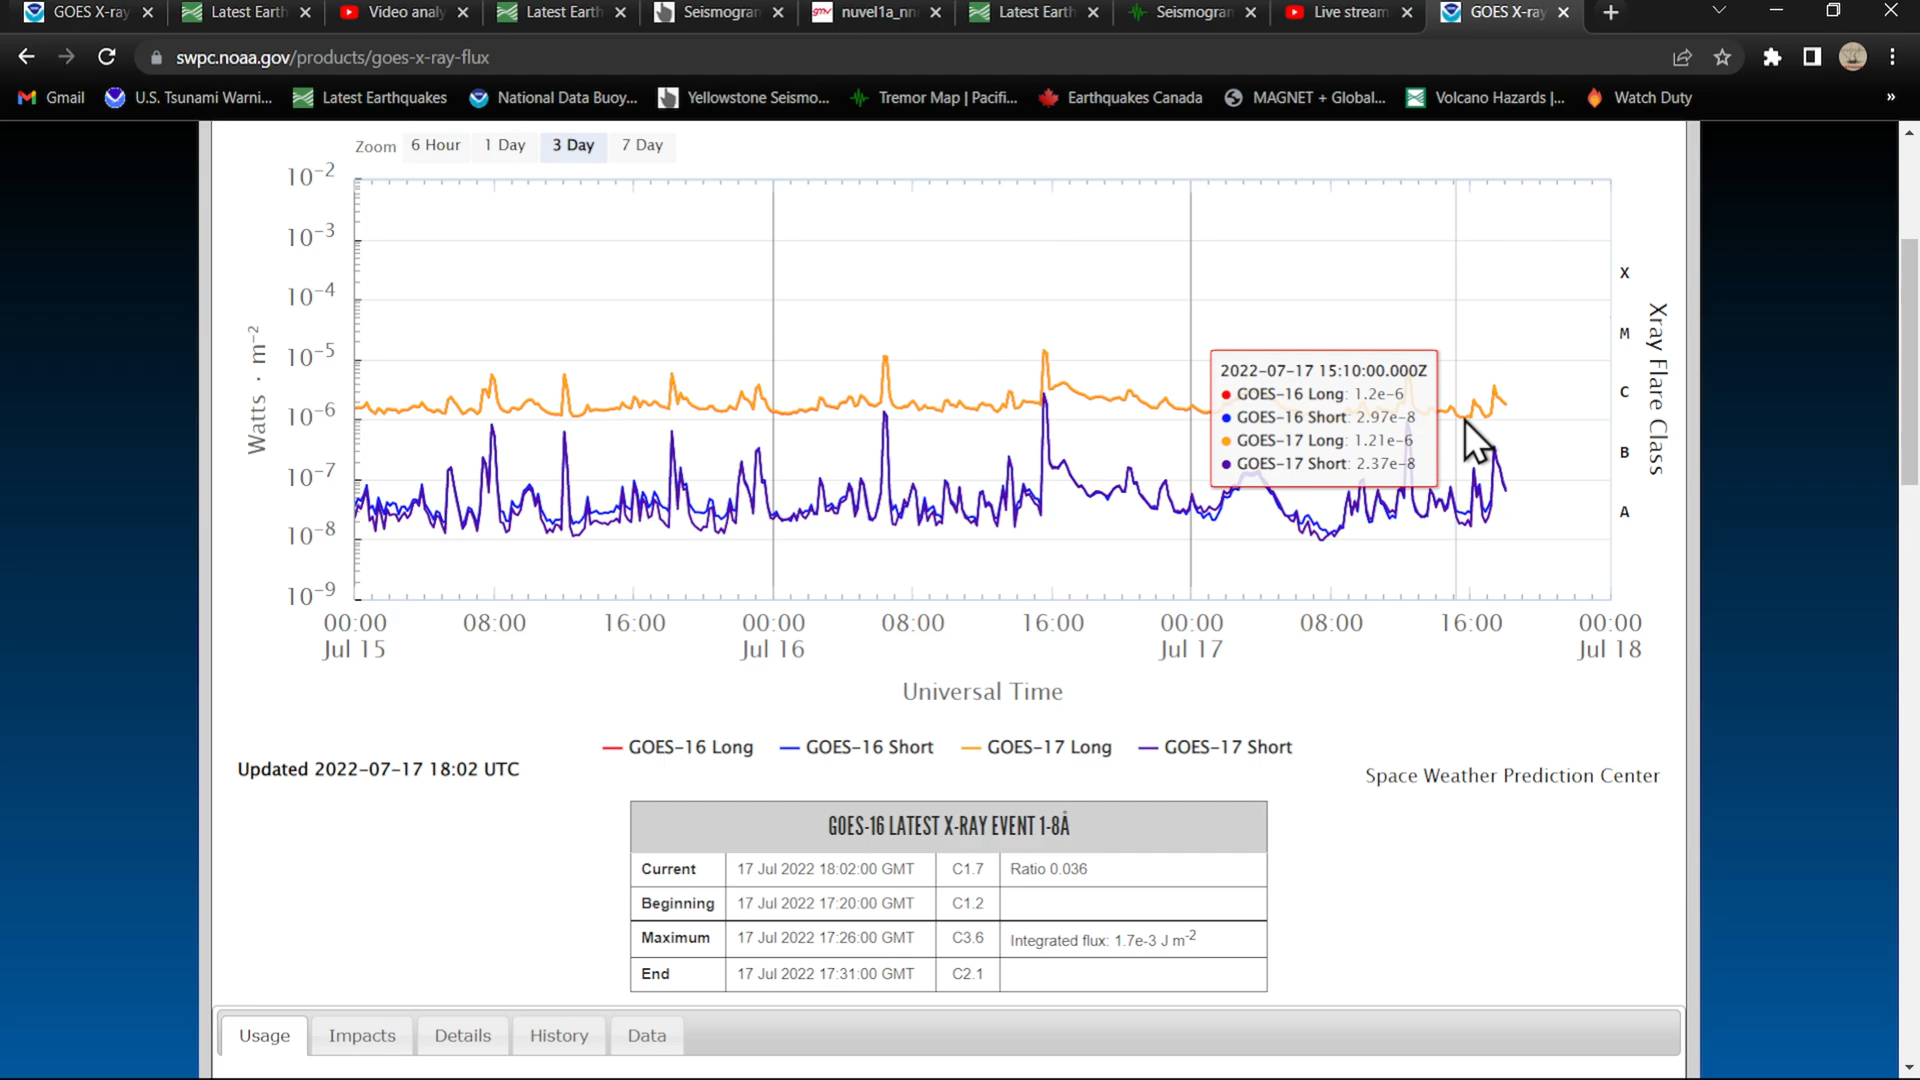 GOES X-ray
Latest Earth
Video analy
Latest Earth
Seismogran
nuvel1a_nn
Latest Earth
Seismogran
Live stream
GOES X-ray
swpc.noaa.gov/products/goes-x-ray-flux
Gmail
U.S. Tsunami Warni...
Latest Earthquakes
National Data Buoy...
Yellowstone Seismo...
Tremor Map | Pacifi...
Earthquakes Canada
MAGNET + Global...
Volcano Hazards |...
Watch Duty
»
Zoom 6 Hour 1 Day 3 Day 7 Day
10⁻²
10⁻³
10⁻⁴
10⁻⁵
10⁻⁶
10⁻⁷
10⁻⁸
10⁻⁹
Watts · m⁻²
X
M
C
B
A
Xray Flare Class
2022-07-17 15:10:00.000Z
GOES-16 Long: 1.2e-6
GOES-16 Short: 2.97e-8
GOES-17 Long: 1.21e-6
GOES-17 Short: 2.37e-8
00:00 08:00 16:00 00:00 08:00 16:00 00:00 08:00 16:00 00:00
Jul 15 Jul 16 Jul 17 Jul 18
Universal Time
GOES-16 Long GOES-16 Short GOES-17 Long GOES-17 Short
Updated 2022-07-17 18:02 UTC
Space Weather Prediction Center
GOES-16 LATEST X-RAY EVENT 1-8Å
Current 17 Jul 2022 18:02:00 GMT C1.7 Ratio 0.036
Beginning 17 Jul 2022 17:20:00 GMT C1.2
Maximum 17 Jul 2022 17:26:00 GMT C3.6 Integrated flux: 1.7e-3 J m⁻²
End 17 Jul 2022 17:31:00 GMT C2.1
Usage Impacts Details History Data